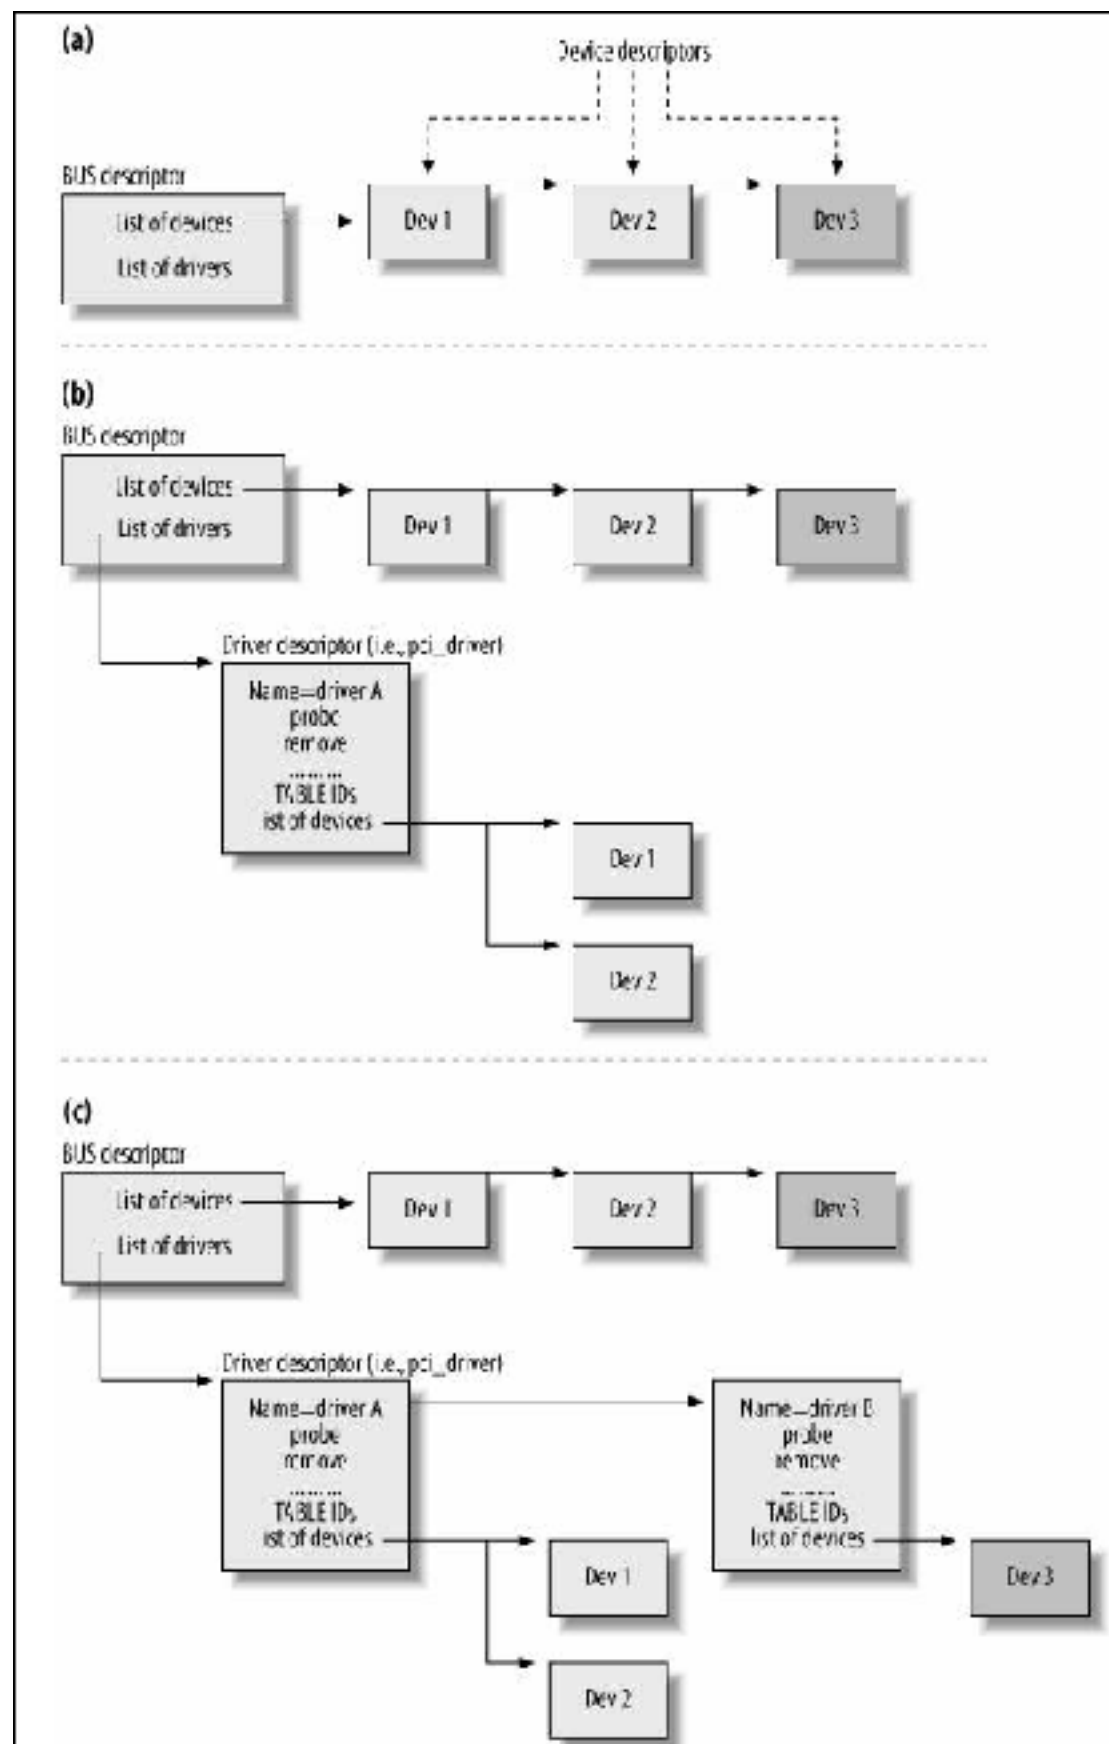 (a)
Device descriptors
BUS descriptor
List of devices
List of drivers
Dev 1
Dev 2
Dev 3
(b)
BUS descriptor
List of devices
List of drivers
Dev 1
Dev 2
Dev 3
Driver descriptor (i.e., pci_driver)
Name=driver A
probe
remove
.........
TABLE IDs
list of devices
Dev 1
Dev 2
(c)
BUS descriptor
List of devices
List of drivers
Dev 1
Dev 2
Dev 3
Driver descriptor (i.e., pci_driver)
Name=driver A
probe
remove
.........
TABLE IDs
list of devices
Name=driver B
probe
remove
.........
TABLE IDs
list of devices
Dev 1
Dev 3
Dev 2